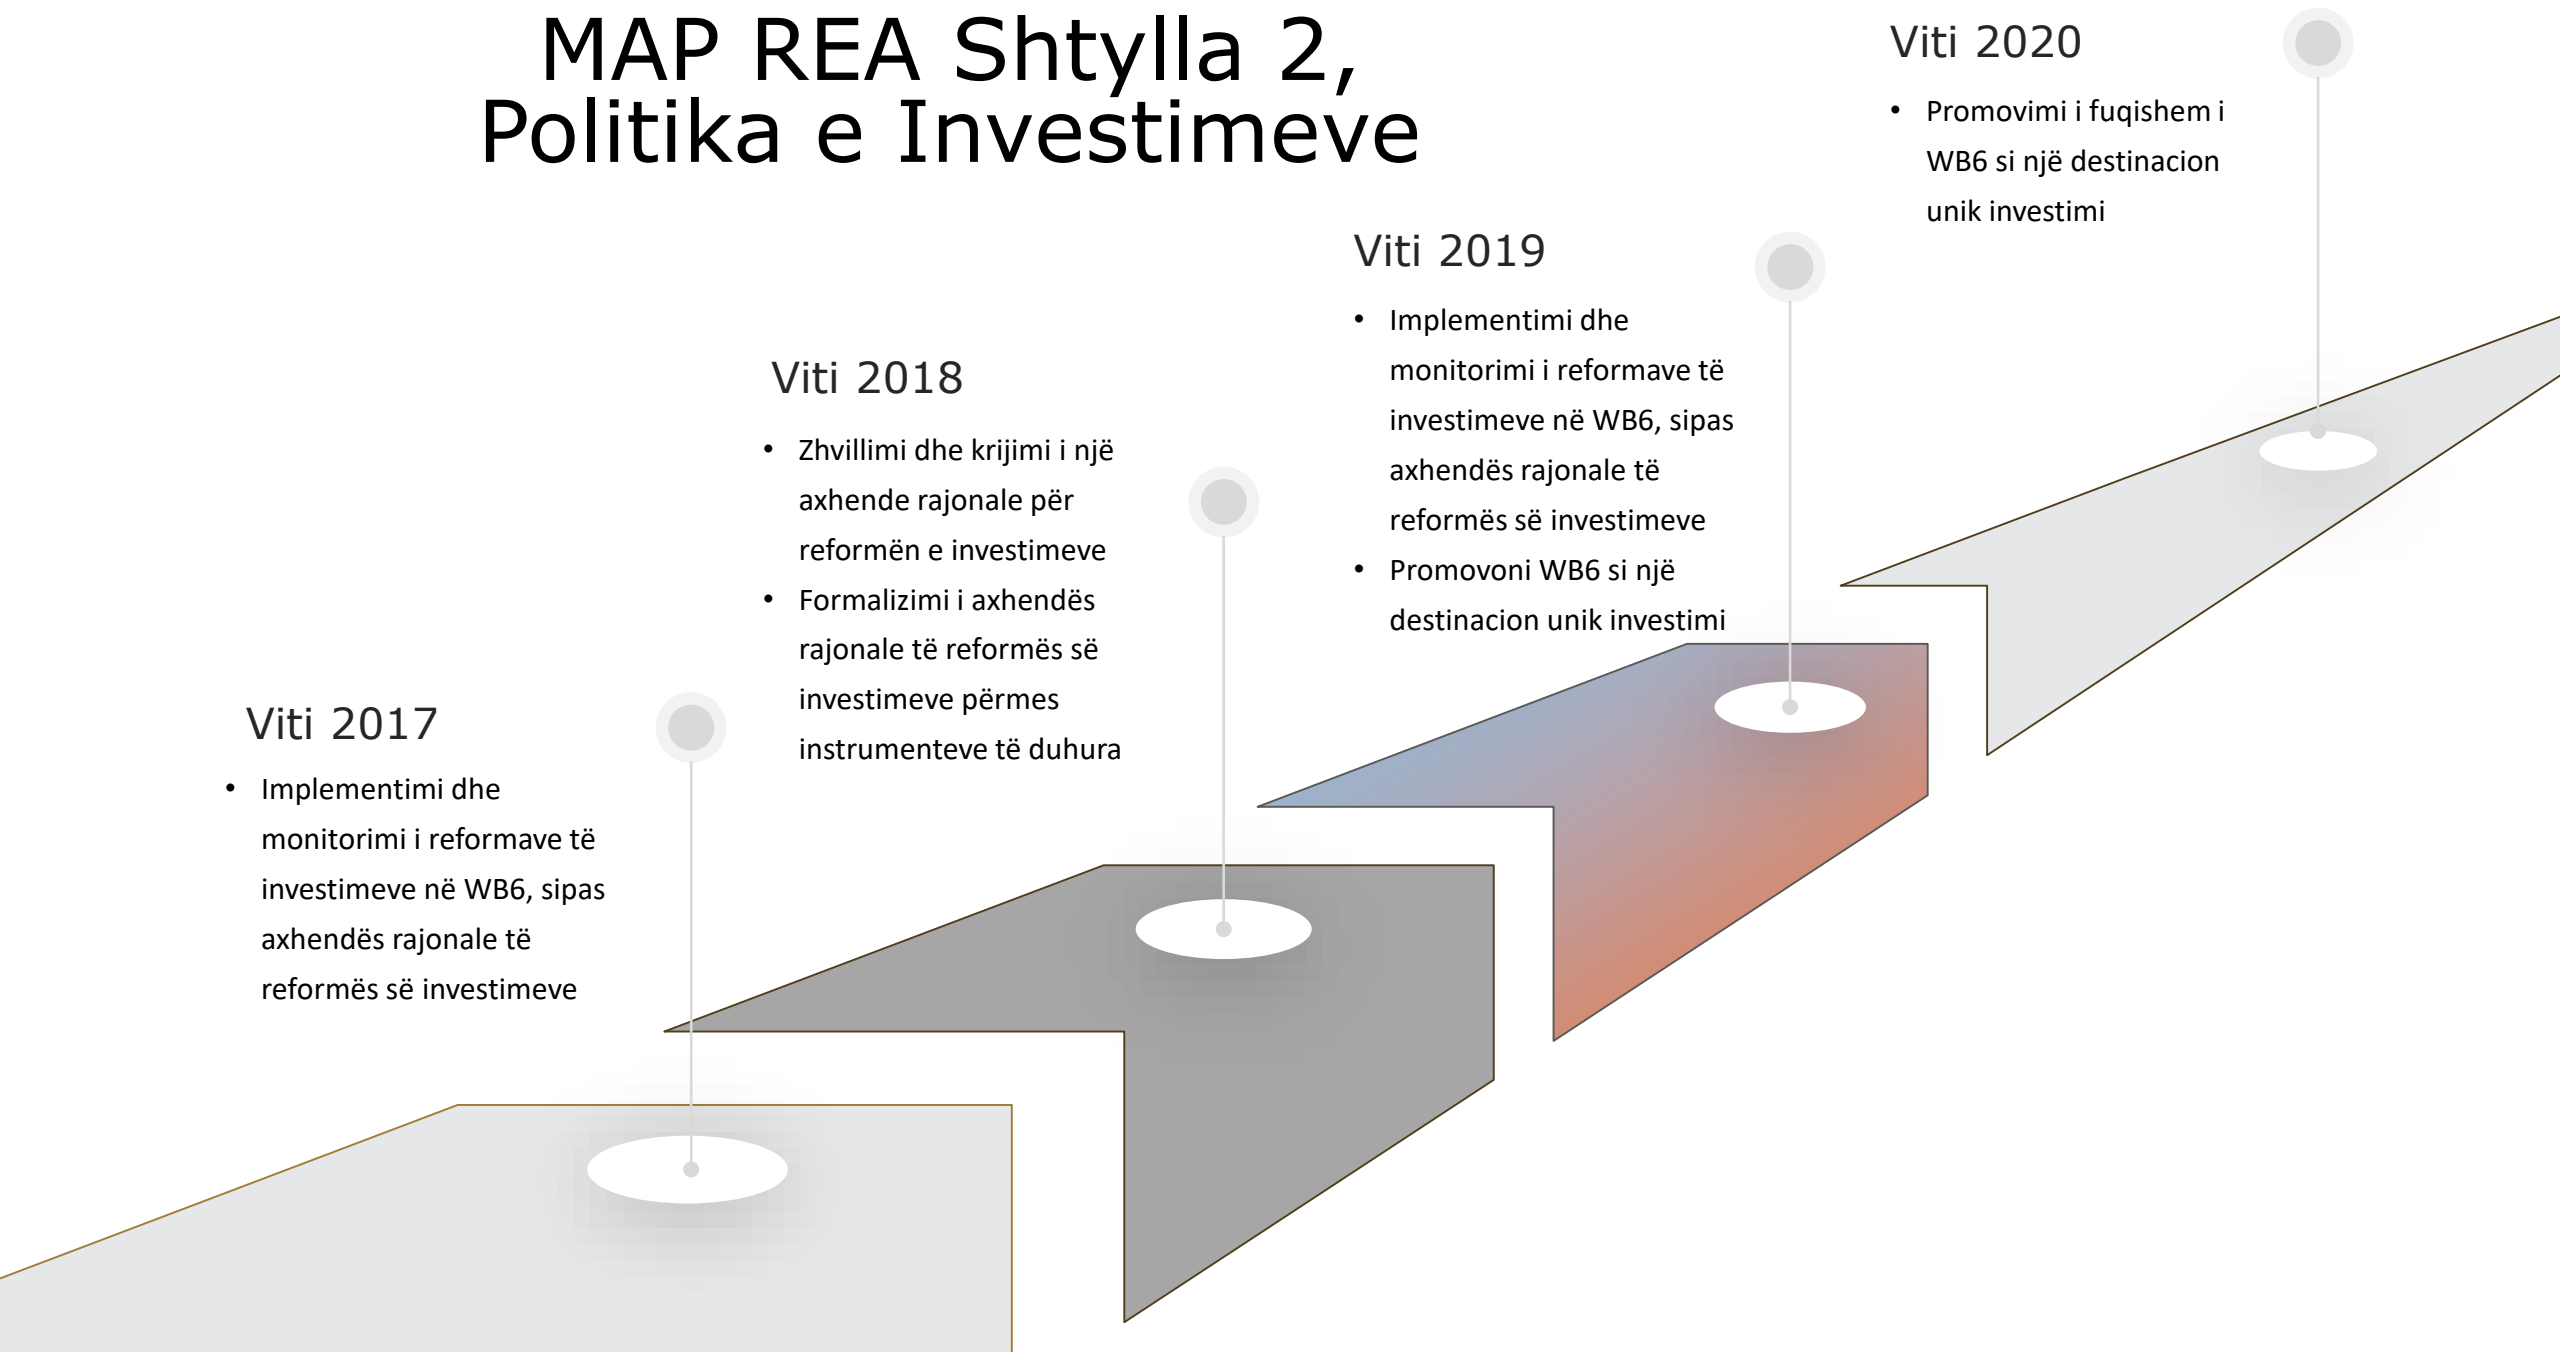 MAP REA Shtylla 2,
Politika e Investimeve
Viti 2017
• Implementimi dhe
monitorimi i reformave të
investimeve në WB6, sipas
axhendës rajonale të
reformës së investimeve
Viti 2018
• Zhvillimi dhe krijimi i një
axhende rajonale për
reformën e investimeve
• Formalizimi i axhendës
rajonale të reformës së
investimeve përmes
instrumenteve të duhura
Viti 2019
• Implementimi dhe
monitorimi i reformave të
investimeve në WB6, sipas
axhendës rajonale të
reformës së investimeve
• Promovoni WB6 si një
destinacion unik investimi
Viti 2020
• Promovimi i fuqishem i
WB6 si një destinacion
unik investimi